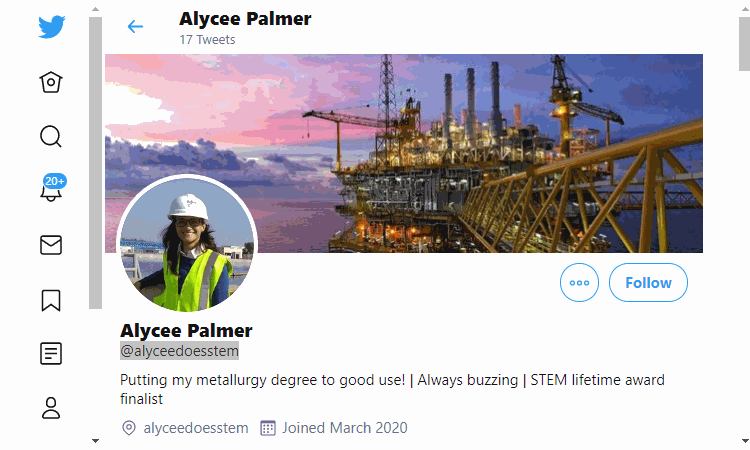 Alycee Palmer
17 Tweets
20+
Follow
Alycee Palmer
@alyceedoesstem
Putting my metallurgy degree to good use! | Always buzzing | STEM lifetime award
finalist
alyceedoesstem Joined March 2020